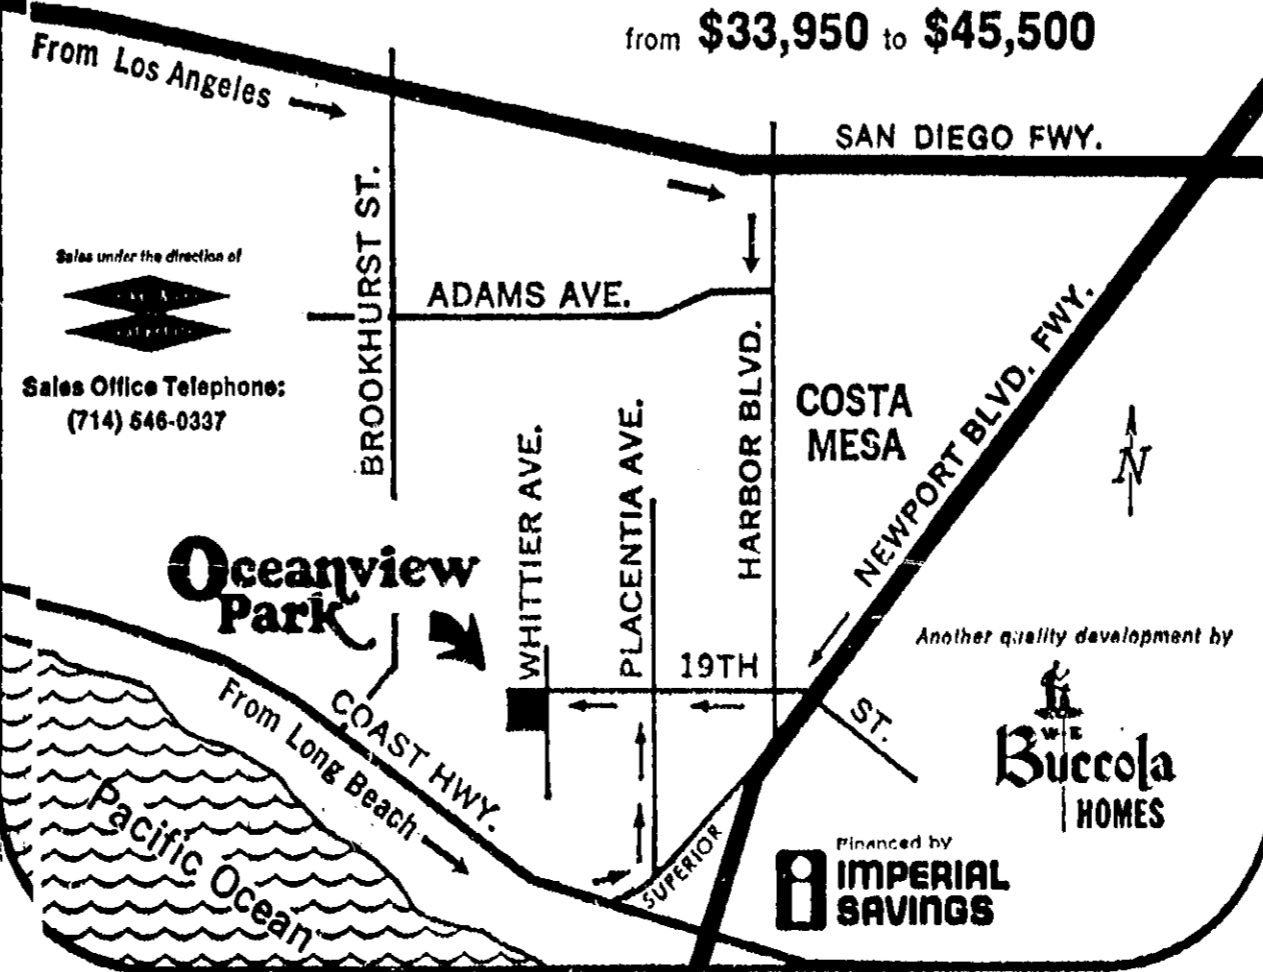 from $33,950 to $45,500
From Los Angeles
SAN DIEGO FWY.
BROOKHURST ST.
Sales under the direction of
ADAMS AVE.
Sales Office Telephone:
(714) 546-0337
HARBOR BLVD.
COSTA
MESA
NEWPORT BLVD. FWY.
N
WHITTIER AVE.
PLACENTIA AVE.
Oceanview
Park
19TH
ST.
Another quality development by
W-E
Buccola
HOMES
COAST HWY.
From Long Beach
SUPERIOR
Pacific Ocean
Financed by
IMPERIAL
SAVINGS